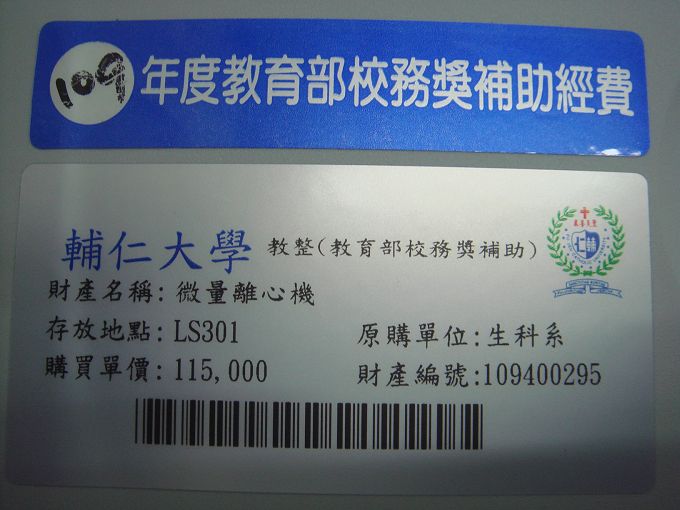 109年度教育部校務獎補助經費
輔仁大學 教整(教育部校務獎補助)
財產名稱: 微量離心機
存放地點: LS301 原購單位:生科系
購買單價: 115,000 財產編號:109400295